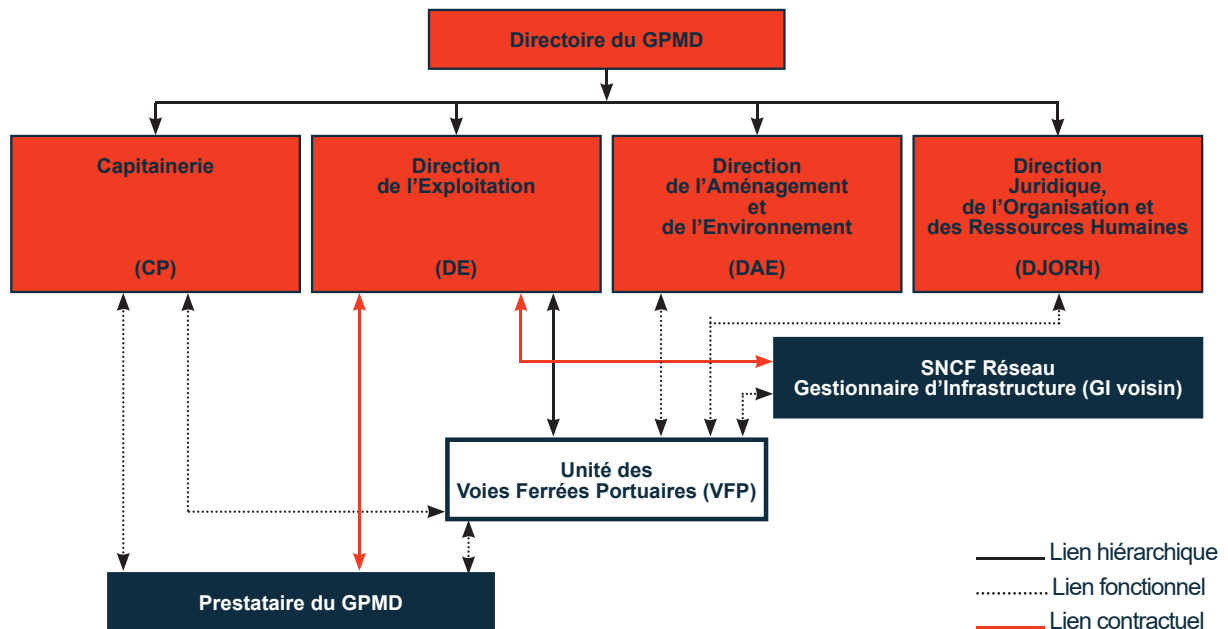 Directoire du GPMD
Capitainerie
(CP)
Direction
de l’Exploitation
(DE)
Direction
de l’Aménagement
et
de l’Environnement
(DAE)
Direction
Juridique,
de l’Organisation et
des Ressources Humaines
(DJORH)
SNCF Réseau
Gestionnaire d’Infrastructure (GI voisin)
Unité des
Voies Ferrées Portuaires (VFP)
Prestataire du GPMD
Lien hiérarchique
Lien fonctionnel
Lien contractuel